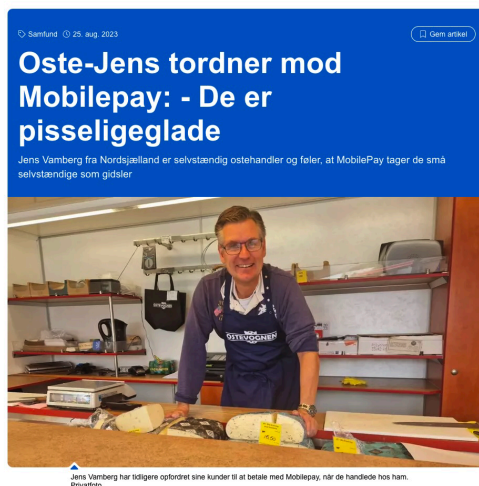 Samfund 25. aug. 2023
Gem artikel
Oste-Jens tordner mod
Mobilepay: - De er
pisseligeglade
Jens Vamberg fra Nordsjælland er selvstændig ostehandler og føler, at MobilePay tager de små
selvstændige som gidsler
OSTEVOGNEN
Jens Vamberg har tidligere opfordret sine kunder til at betale med Mobilepay, når de handlede hos ham.
Privatfoto